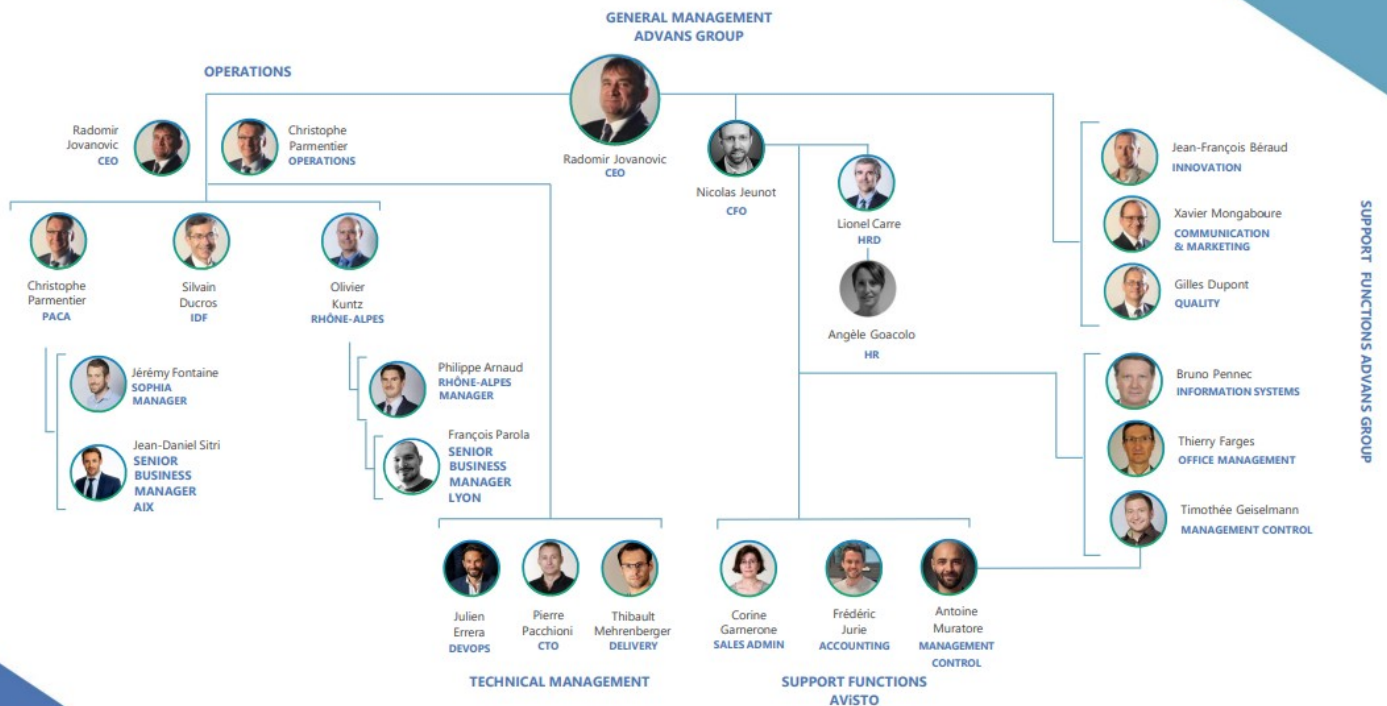 GENERAL MANAGEMENT
ADVANS GROUP
OPERATIONS
Radomir
Jovanovic
CEO
Christophe
Parmentier
OPERATIONS
Radomir Jovanovic
CEO
Nicolas Jeunot
CFO
Lionel Carre
HRD
Angèle Goacolo
HR
Jean-François Béraud
INNOVATION
Xavier Mongaboure
COMMUNICATION
& MARKETING
Gilles Dupont
QUALITY
SUPPORT FUNCTIONS ADVANS GROUP
Christophe
Parmentier
PACA
Silvain
Ducros
IDF
Olivier
Kuntz
RHÔNE-ALPES
Jérémy Fontaine
SOPHIA
MANAGER
Jean-Daniel Sitri
SENIOR
BUSINESS
MANAGER
AIX
Philippe Arnaud
RHÔNE-ALPES
MANAGER
François Parola
SENIOR
BUSINESS
MANAGER
LYON
Bruno Pennec
INFORMATION SYSTEMS
Thierry Farges
OFFICE MANAGEMENT
Timothée Geiselmann
MANAGEMENT CONTROL
Julien
Errera
DEVOPS
Pierre
Pacchioni
CTO
Thibault
Mehrenberger
DELIVERY
TECHNICAL MANAGEMENT
Corine
Garnerone
SALES ADMIN
Frédéric
Jurie
ACCOUNTING
Antoine
Muratore
MANAGEMENT
CONTROL
SUPPORT FUNCTIONS
AViSTO